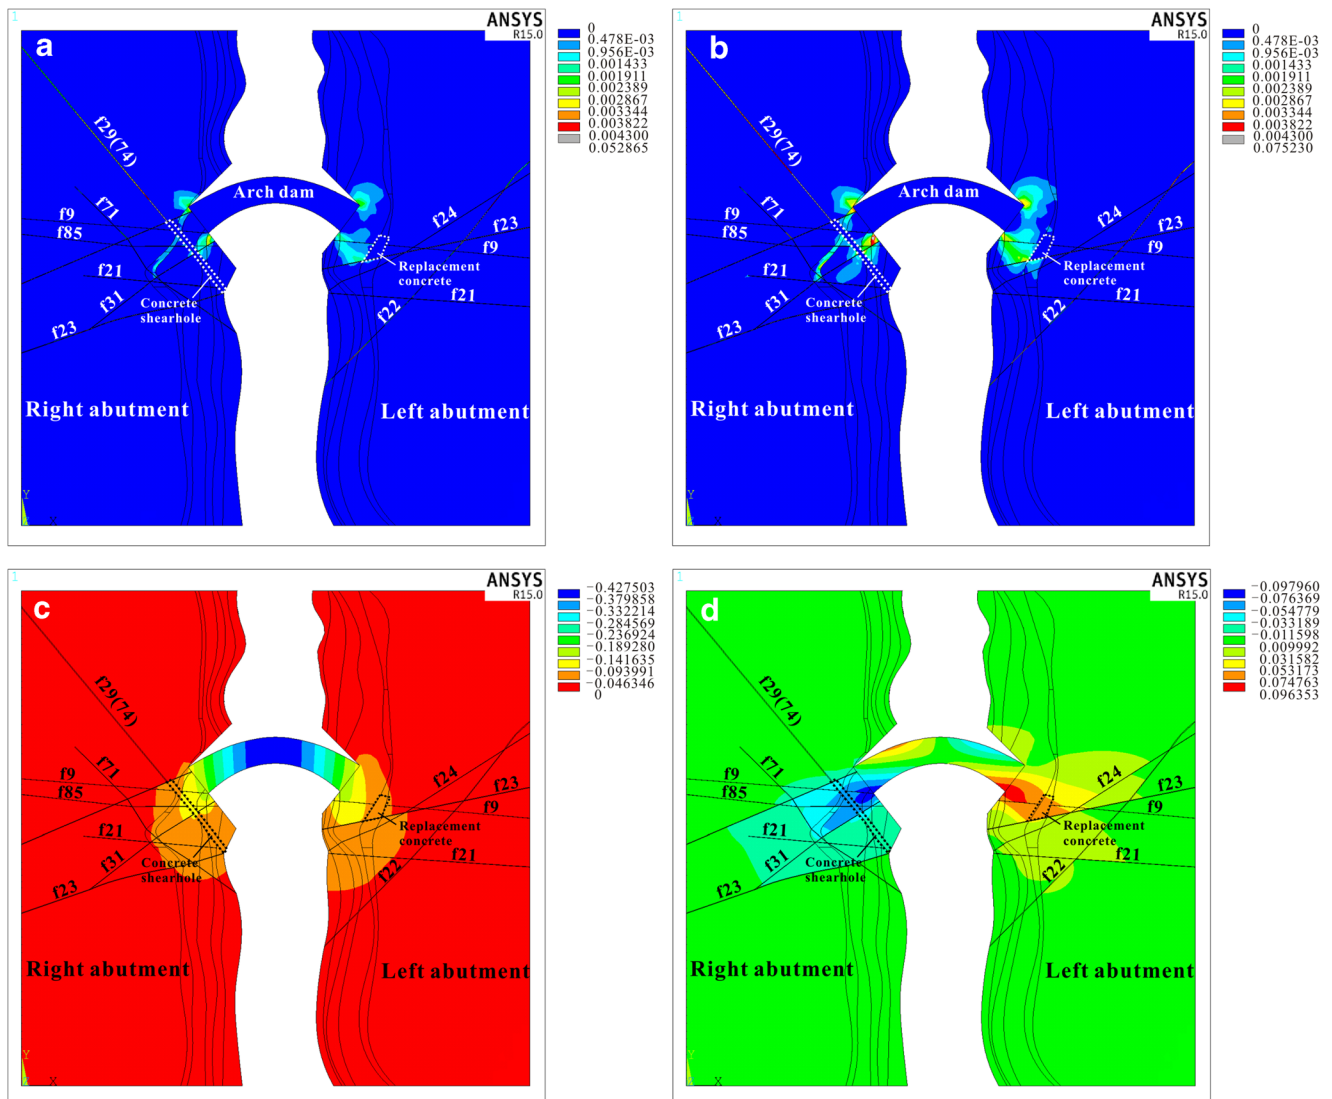 1
ANSYS
R15.0
a
f29(74)
f71
f9
f85
f21
f31
f23
Arch dam
f24
f23
f9
f21
f22
Replacement
concrete
Concrete
shearhole
Right abutment
Left abutment
Y
X
0
0.478E-03
0.956E-03
0.001433
0.001911
0.002389
0.002867
0.003344
0.003822
0.004300
0.052865
1
ANSYS
R15.0
b
f29(74)
f71
f9
f85
f21
f31
f23
Arch dam
f24
f23
f9
f21
f22
Replacement
concrete
Concrete
shearhole
Right abutment
Left abutment
Y
X
0
0.478E-03
0.956E-03
0.001433
0.001911
0.002389
0.002867
0.003344
0.003822
0.004300
0.075230
1
ANSYS
R15.0
c
f29(74)
f71
f9
f85
f21
f31
f23
f24
f23
f9
f21
f22
Replacement
concrete
Concrete
shearhole
Right abutment
Left abutment
Y
X
-0.427503
-0.379858
-0.332214
-0.284569
-0.236924
-0.189280
-0.141635
-0.093991
-0.046346
0
1
ANSYS
R15.0
d
f29(74)
f71
f9
f85
f21
f31
f23
f24
f23
f9
f21
f22
Replacement
concrete
Concrete
shearhole
Right abutment
Left abutment
Y
X
-0.097960
-0.076369
-0.054779
-0.033189
-0.011598
0.009992
0.031582
0.053173
0.074763
0.096353